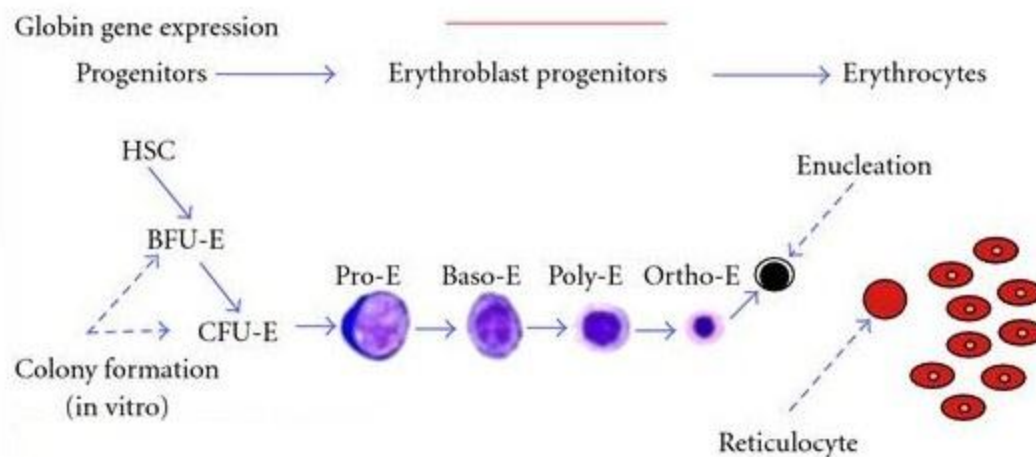 Globin gene expression
Progenitors
Erythroblast progenitors
Erythrocytes
HSC
Enucleation
BFU-E
Pro-E
Baso-E
Poly-E
Ortho-E
CFU-E
Colony formation
(in vitro)
Reticulocyte